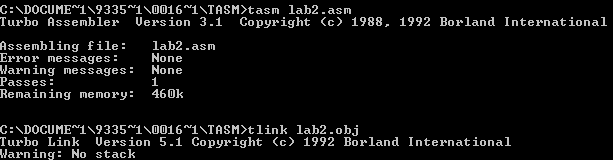 C:\DOCUME~1\9335~1\0016~1\TASM>tasm lab2.asm
Turbo Assembler  Version 3.1  Copyright (c) 1988, 1992 Borland International
Assembling file:   lab2.asm
Error messages:    None
Warning messages:  None
Passes:            1
Remaining memory:  460k
C:\DOCUME~1\9335~1\0016~1\TASM>tlink lab2.obj
Turbo Link  Version 5.1 Copyright (c) 1992 Borland International
Warning: No stack